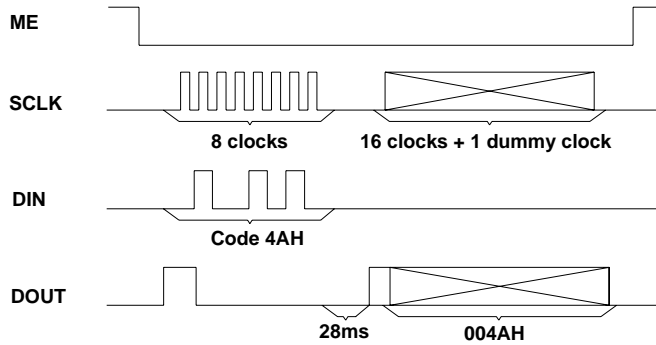 ME
SCLK
8 clocks
16 clocks + 1 dummy clock
DIN
Code 4AH
DOUT
28ms
004AH